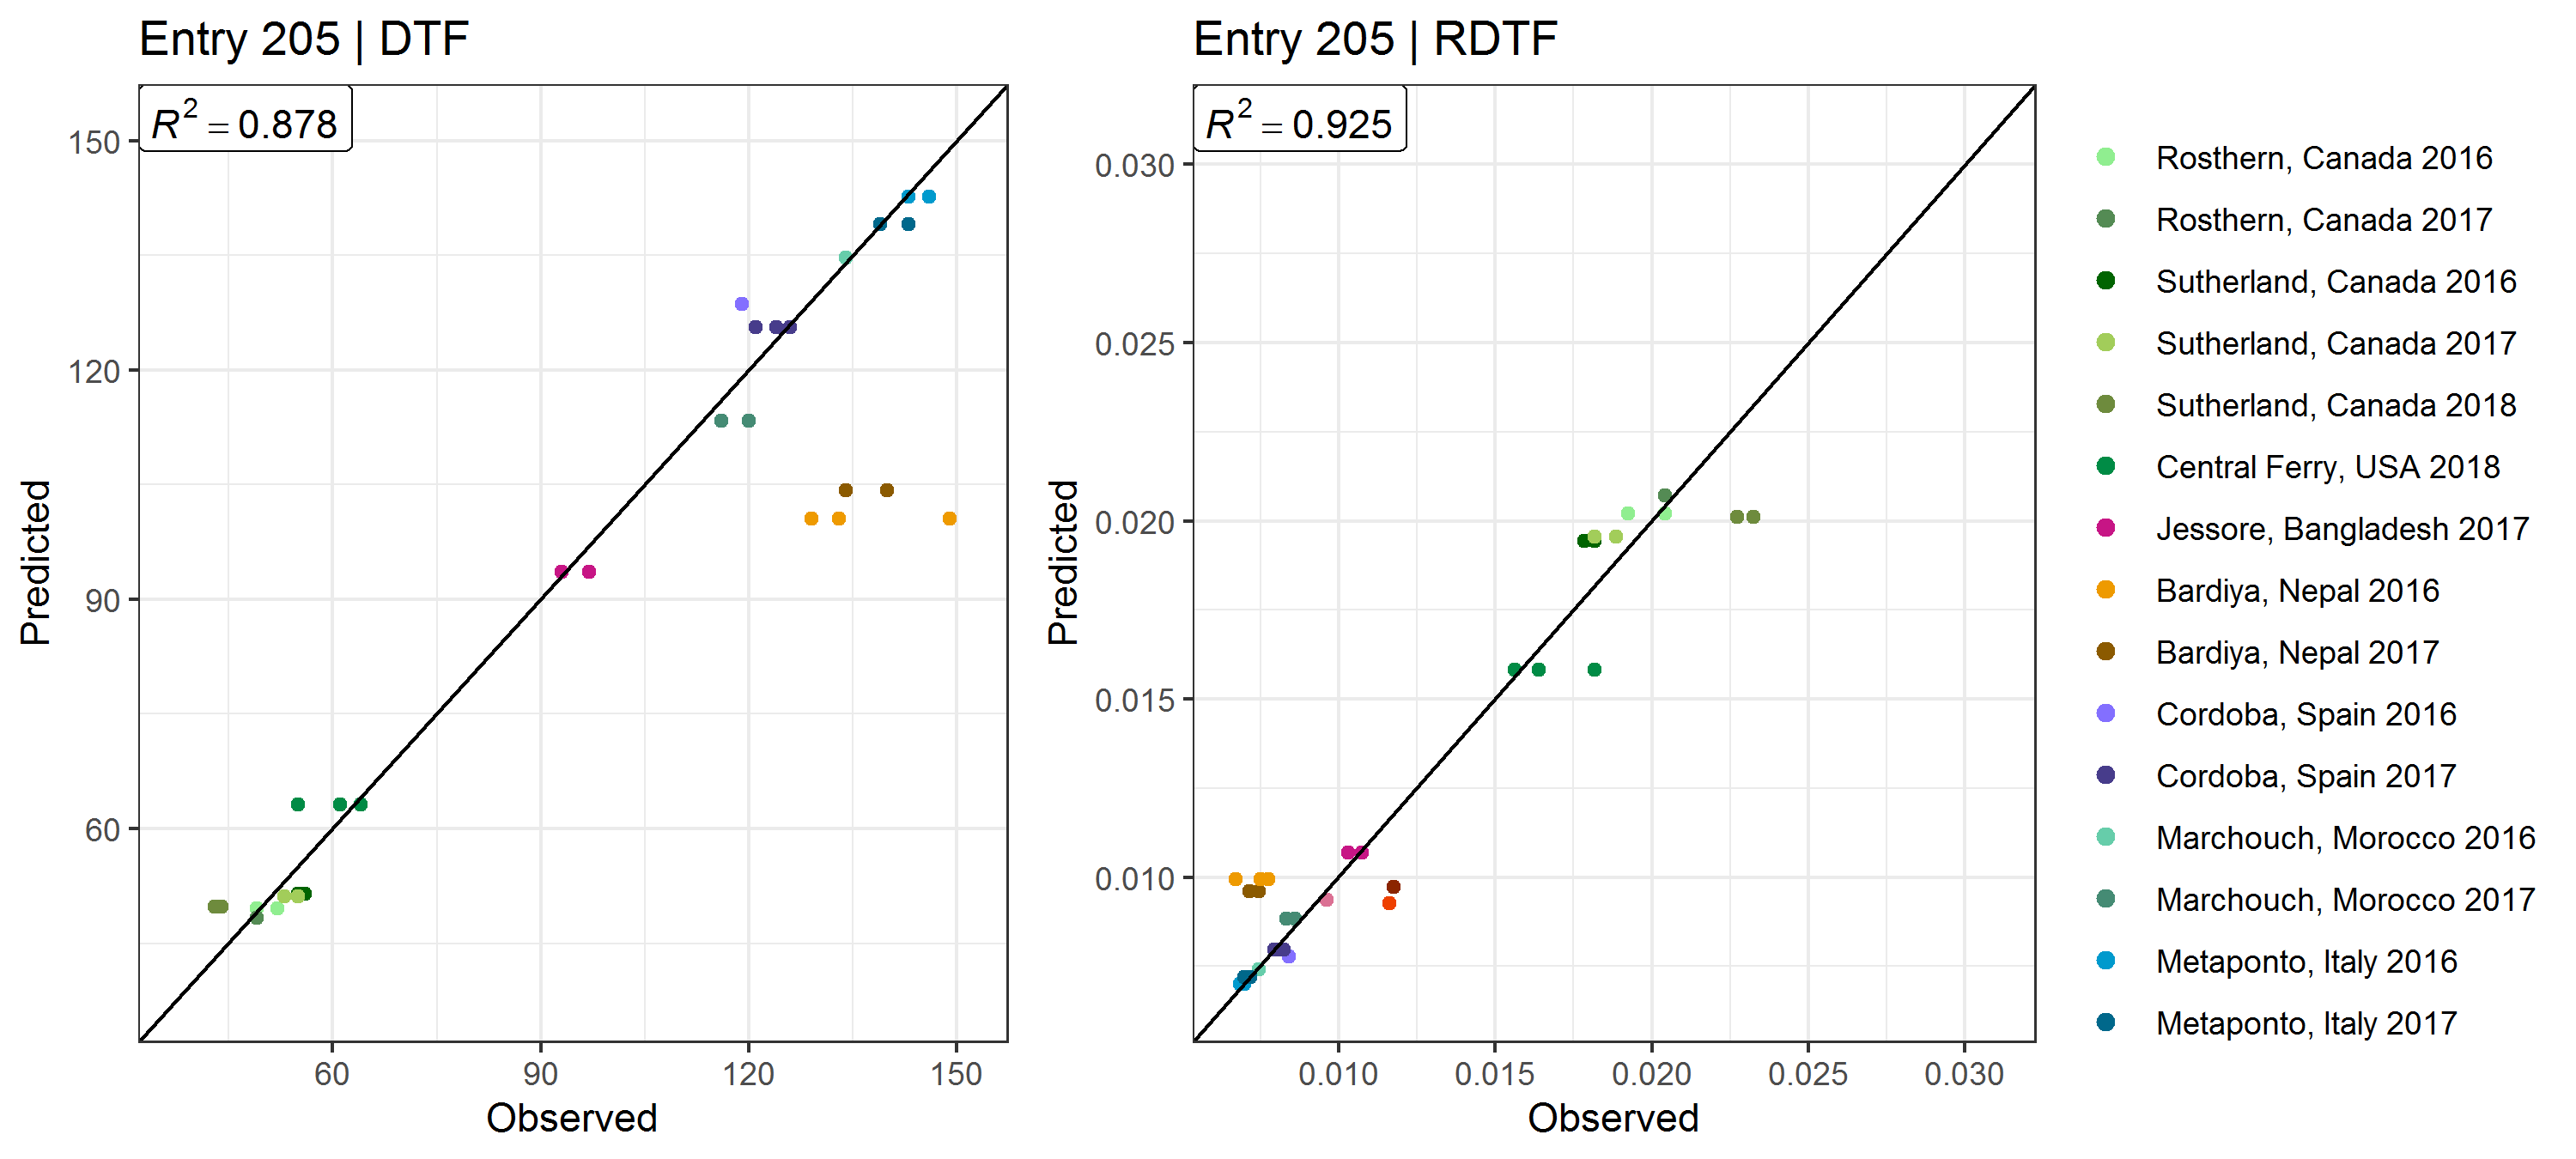 Entry 205 | DTF
R² = 0.878
150
120
90
60
60 90 120 150
Observed
Predicted
Entry 205 | RDTF
R² = 0.925
0.030
0.025
0.020
0.015
0.010
0.010 0.015 0.020 0.025 0.030
Observed
Predicted
Rosthern, Canada 2016
Rosthern, Canada 2017
Sutherland, Canada 2016
Sutherland, Canada 2017
Sutherland, Canada 2018
Central Ferry, USA 2018
Jessore, Bangladesh 2017
Bardiya, Nepal 2016
Bardiya, Nepal 2017
Cordoba, Spain 2016
Cordoba, Spain 2017
Marchouch, Morocco 2016
Marchouch, Morocco 2017
Metaponto, Italy 2016
Metaponto, Italy 2017